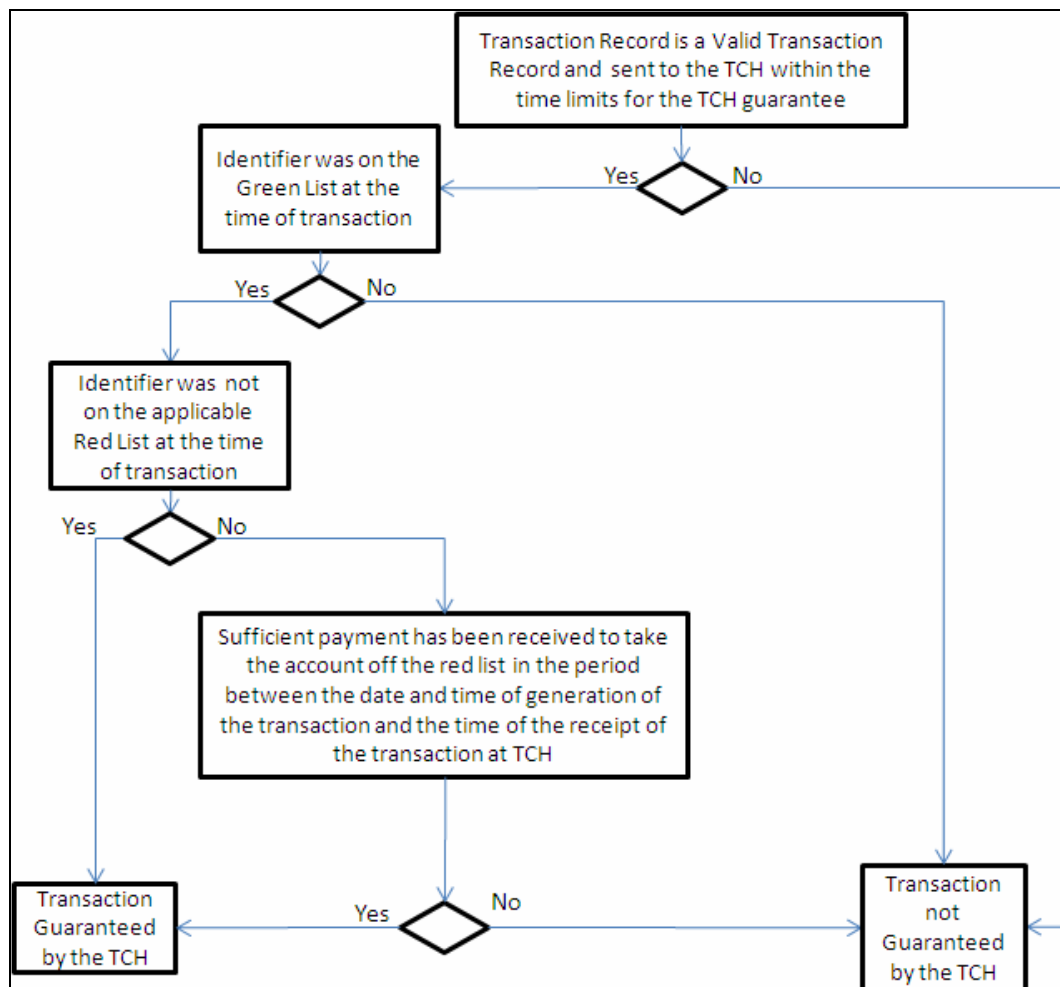 Transaction Record is a Valid Transaction
Record and sent to the TCH within the
time limits for the TCH guarantee
Yes
No
Identifier was on the
Green List at the
time of transaction
Yes
No
Identifier was not
on the applicable
Red List at the time
of transaction
Yes
No
Sufficient payment has been received to take
the account off the red list in the period
between the date and time of generation of
the transaction and the time of the receipt of
the transaction at TCH
Yes
No
Transaction
Guaranteed
by the TCH
Transaction
not
Guaranteed
by the TCH